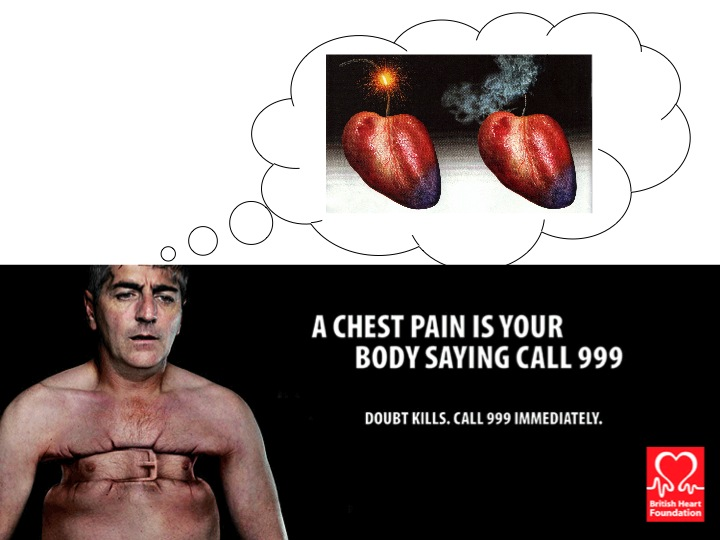 A CHEST PAIN IS YOUR
BODY SAYING CALL 999
DOUBT KILLS. CALL 999 IMMEDIATELY.
British Heart
Foundation